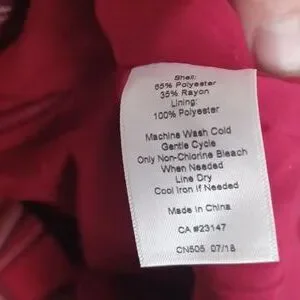 Shell:
65% Polyester
35% Rayon
Lining:
100% Polyester
Machine Wash Cold
Gentle Cycle
Only Non-Chlorine Bleach
When Needed
Line Dry
Cool Iron if Needed
Made in China
CA #23147
CN505 07/18